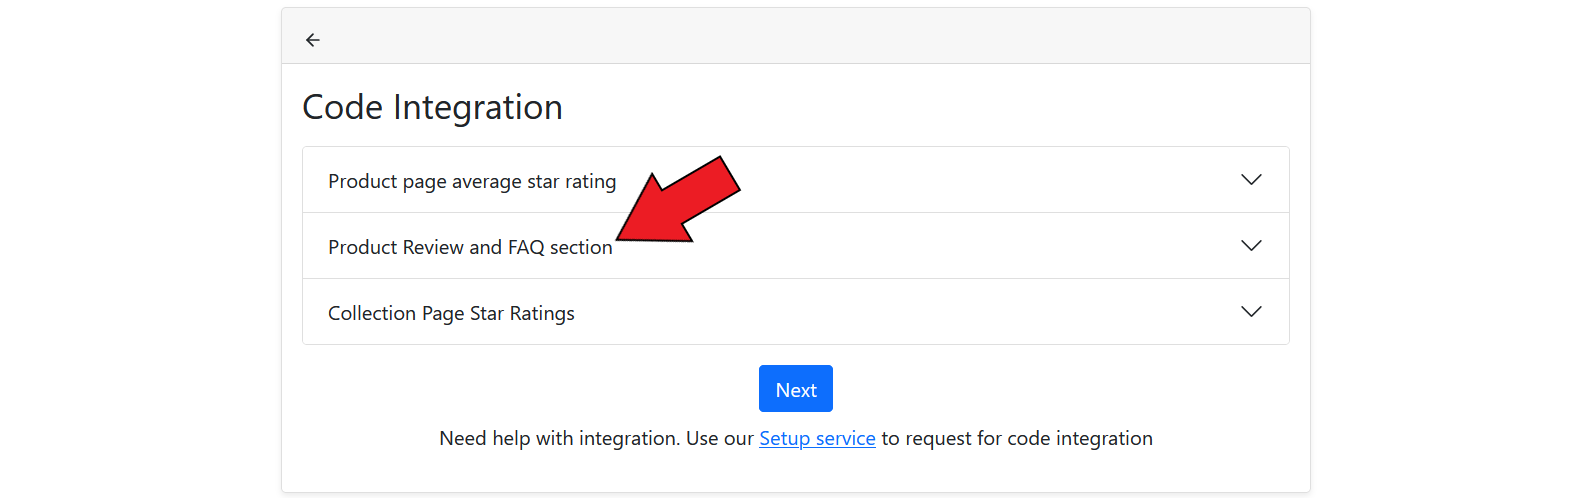 Code Integration
Product page average star rating
Product Review and FAQ section
Collection Page Star Ratings
Next
Need help with integration. Use our Setup service to request for code integration